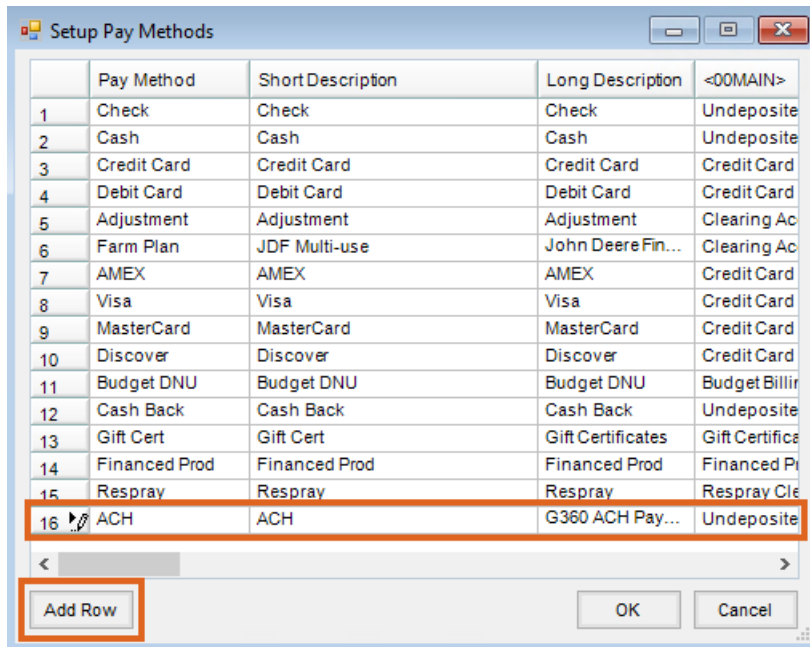 Setup Pay Methods
Pay Method Short Description Long Description <00MAIN>
1 Check Check Check Undeposite
2 Cash Cash Cash Undeposite
3 Credit Card Credit Card Credit Card Credit Card
4 Debit Card Debit Card Debit Card Credit Card
5 Adjustment Adjustment Adjustment Clearing Ac
6 Farm Plan JDF Multi-use John Deere Fin... Clearing Ac
7 AMEX AMEX AMEX Credit Card
8 Visa Visa Visa Credit Card
9 MasterCard MasterCard MasterCard Credit Card
10 Discover Discover Discover Credit Card
11 Budget DNU Budget DNU Budget DNU Budget Billin
12 Cash Back Cash Back Cash Back Undeposite
13 Gift Cert Gift Cert Gift Certificates Gift Certifica
14 Financed Prod Financed Prod Financed Prod Financed Pr
15 Respray Respray Respray Respray Cle
16 ACH ACH G360 ACH Pay... Undeposite
Add Row OK Cancel